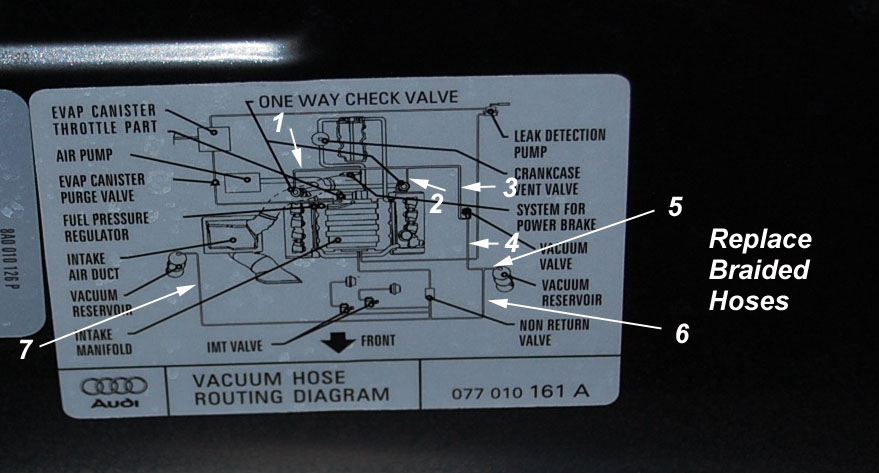 EVAP CANISTER
THROTTLE PART
AIR PUMP
EVAP CANISTER
PURGE VALVE
FUEL PRESSURE
REGULATOR
INTAKE
AIR DUCT
VACUUM
RESERVOIR
INTAKE
MANIFOLD
ONE WAY CHECK VALVE
LEAK DETECTION
PUMP
CRANKCASE
VENT VALVE
SYSTEM FOR
POWER BRAKE
VACUUM
VALVE
VACUUM
RESERVOIR
NON RETURN
VALVE
IMT VALVE
FRONT
1
2
3
4
5
6
7
Replace
Braided
Hoses
8A0 010 126 P
Audi
VACUUM HOSE
ROUTING DIAGRAM
077 010 161 A